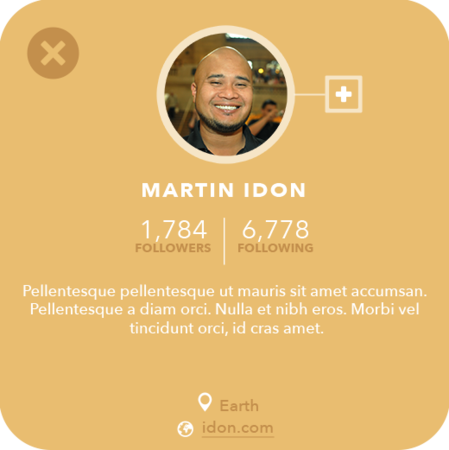 MARTIN IDON
1,784 6,778
FOLLOWERS FOLLOWING
Pellentesque pellentesque ut mauris sit amet accumsan.
Pellentesque a diam orci. Nulla et nibh eros. Morbi vel
tincidunt orci, id cras amet.
Earth
idon.com